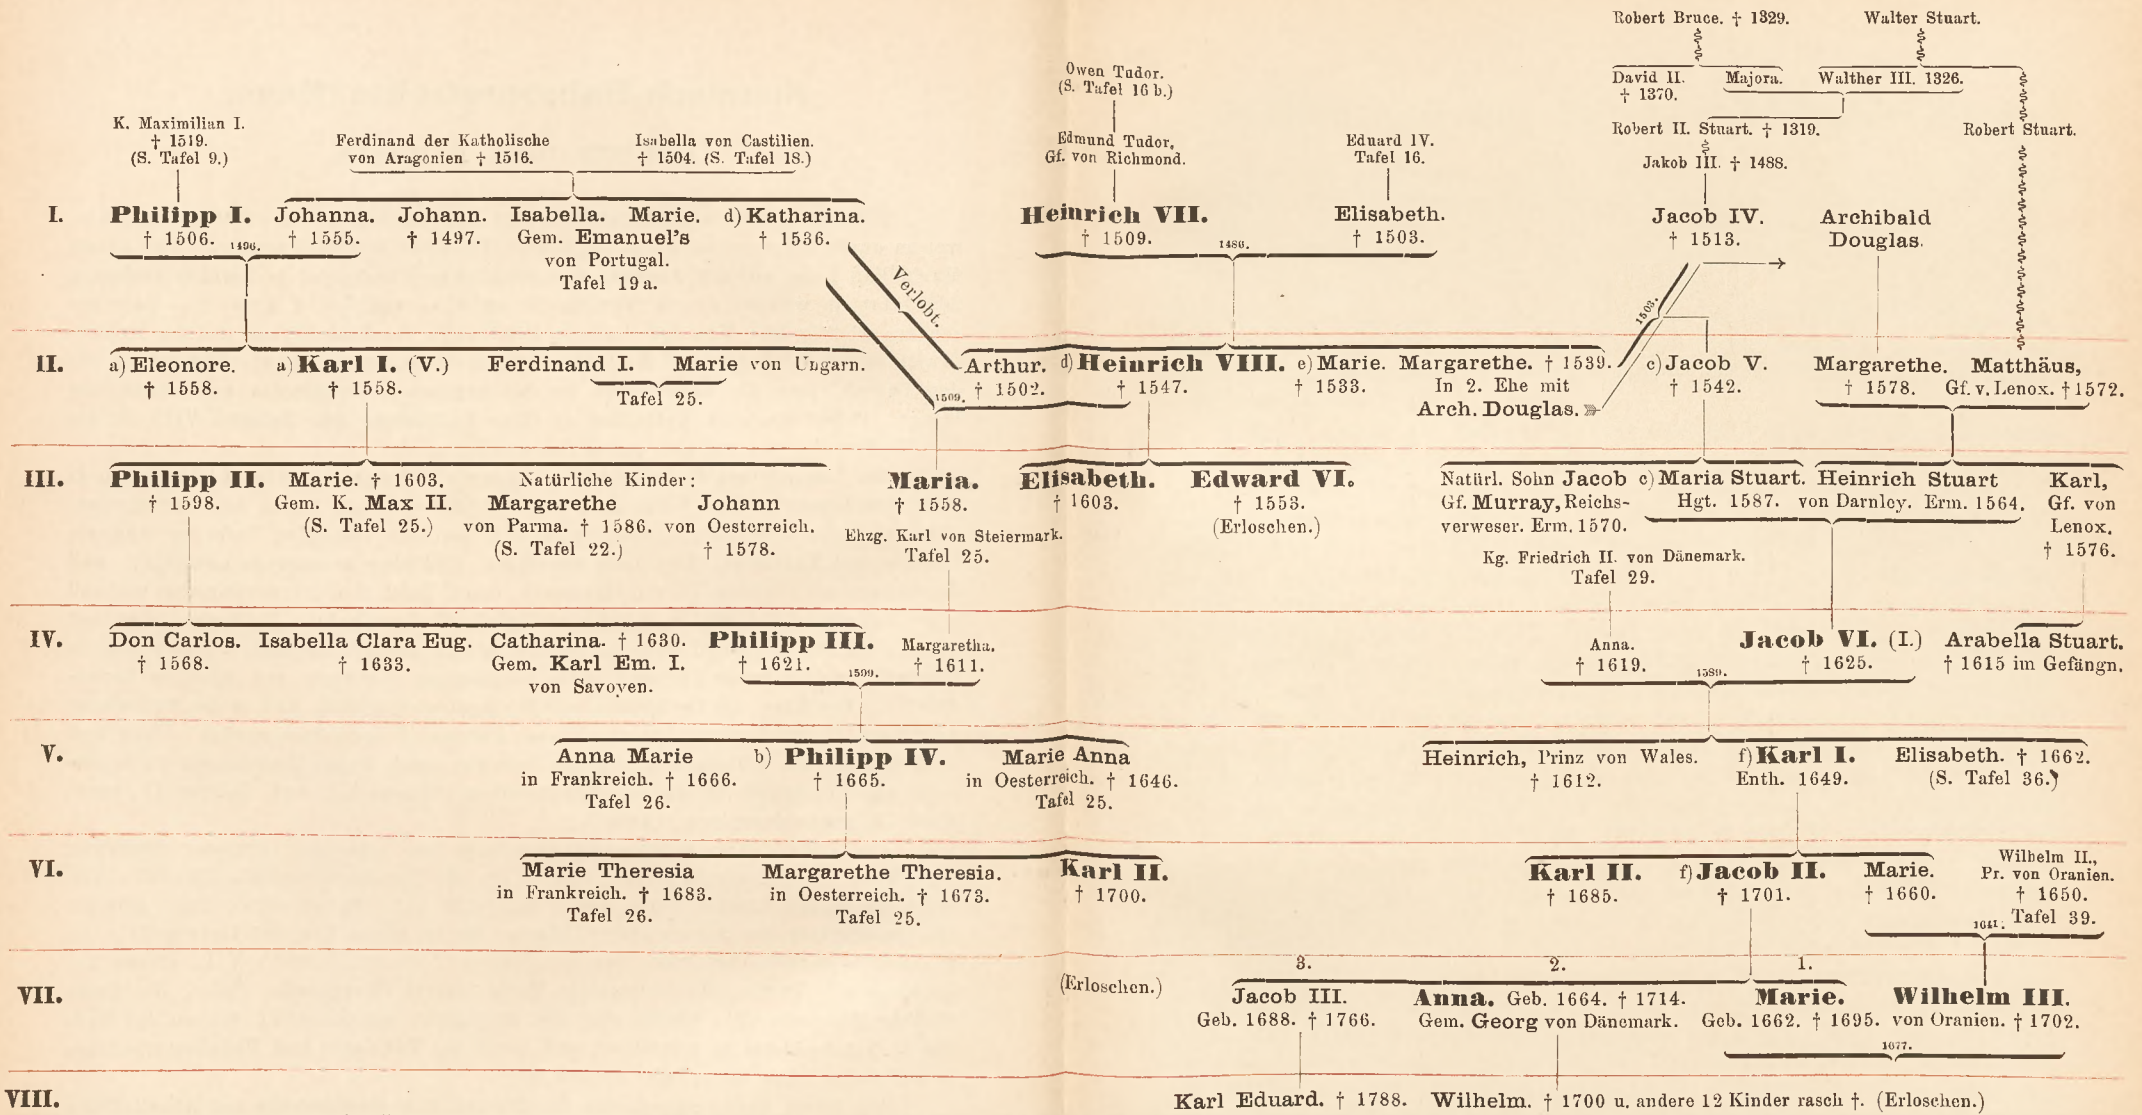 Robert Bruce. † 1329. Walter Stuart.
Owen Tudor.
(S. Tafel 16 b.)
David II. Majora. Walther III. 1326.
† 1370.
K. Maximilian I.
† 1519.
(S. Tafel 9.)
Ferdinand der Katholische
von Aragonien † 1516.
Isabella von Castilien.
† 1504. (S. Tafel 18.)
Edmund Tudor,
Gf. von Richmond.
Eduard IV.
Tafel 16.
Robert II. Stuart. † 1319. Robert Stuart.
Jakob III. † 1488.
I. Philipp I. Johanna. Johann. Isabella. Marie. d) Katharina. Heinrich VII. Elisabeth. Jacob IV. Archibald
† 1506. 1496. † 1555. † 1497. Gem. Emanuel's † 1536. † 1509. 1486. † 1503. † 1513. Douglas.
von Portugal.
Tafel 19 a.
Verlobt.
1503.
II. a) Eleonore. a) Karl I. (V.) Ferdinand I. Marie von Ungarn. Arthur. d) Heinrich VIII. e) Marie. Margarethe. † 1539. c) Jacob V. Margarethe. Matthäus,
† 1558. † 1558. Tafel 25. 1509. † 1502. † 1547. † 1533. In 2. Ehe mit † 1542. † 1578. Gf. v. Lenox. † 1572.
Arch. Douglas.
III. Philipp II. Marie. † 1603. Natürliche Kinder: Maria. Elisabeth. Edward VI. Natürl. Sohn Jacob c) Maria Stuart. Heinrich Stuart Karl,
† 1598. Gem. K. Max II. Margarethe Johann † 1558. † 1603. † 1553. Gf. Murray, Reichs- Hgt. 1587. von Darnley. Erm. 1564. Gf. von
(S. Tafel 25.) von Parma. † 1586. von Oesterreich. (Erloschen.) verweser. Erm. 1570. Lenox.
(S. Tafel 22.) † 1578. † 1576.
Ehzg. Karl von Steiermark.
Tafel 25.
Kg. Friedrich II. von Dänemark.
Tafel 29.
IV. Don Carlos. Isabella Clara Eug. Catharina. † 1630. Philipp III. Margaretha. Anna. Jacob VI. (I.) Arabella Stuart.
† 1568. † 1633. Gem. Karl Em. I. † 1621. 1599. † 1611. † 1619. 1589. † 1625. † 1615 im Gefängn.
von Savoyen.
V. Anna Marie b) Philipp IV. Marie Anna Heinrich, Prinz von Wales. f) Karl I. Elisabeth. † 1662.
in Frankreich. † 1666. † 1665. in Oesterreich. † 1646. † 1612. Enth. 1649. (S. Tafel 36.)
Tafel 26. Tafel 25.
VI. Marie Theresia Margarethe Theresia. Karl II. Karl II. f) Jacob II. Marie. Wilhelm II.,
in Frankreich. † 1683. in Oesterreich. † 1673. † 1700. † 1685. † 1701. † 1660. Pr. von Oranien.
Tafel 26. Tafel 25. † 1650.
1641. Tafel 39.
3. 2. 1.
VII. (Erloschen.) Jacob III. Anna. Geb. 1664. † 1714. Marie. Wilhelm III.
Geb. 1688. † 1766. Gem. Georg von Dänemark. Geb. 1662. † 1695. von Oranien. † 1702.
1677.
VIII. Karl Eduard. † 1788. Wilhelm. † 1700 u. andere 12 Kinder rasch †. (Erloschen.)